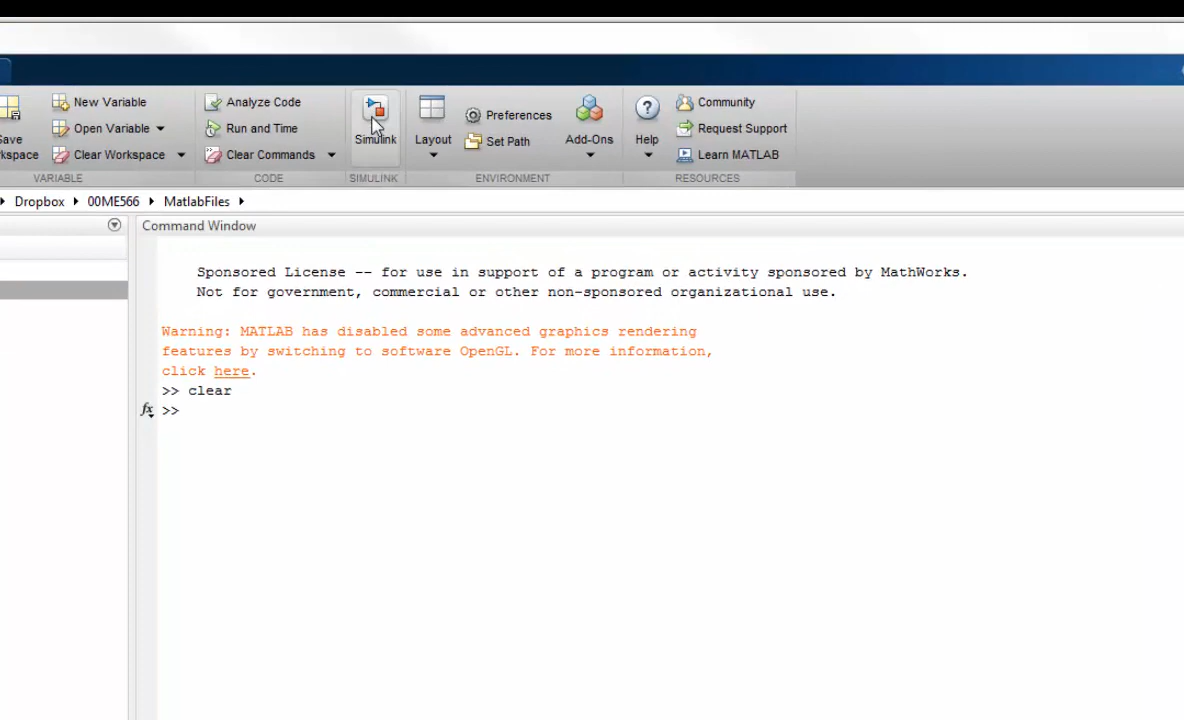 New Variable
Analyze Code
Community
Preferences
Open Variable
Run and Time
Request Support
Save
Simulink
Layout
Set Path
Add-Ons
Help
Clear Workspace
Clear Commands
Learn MATLAB
VARIABLE
CODE
SIMULINK
ENVIRONMENT
RESOURCES
Dropbox
00ME566
MatlabFiles
Command Window
Sponsored License -- for use in support of a program or activity sponsored by MathWorks.
Not for government, commercial or other non-sponsored organizational use.
Warning: MATLAB has disabled some advanced graphics rendering
features by switching to software OpenGL. For more information,
click here.
>> clear
fx >>